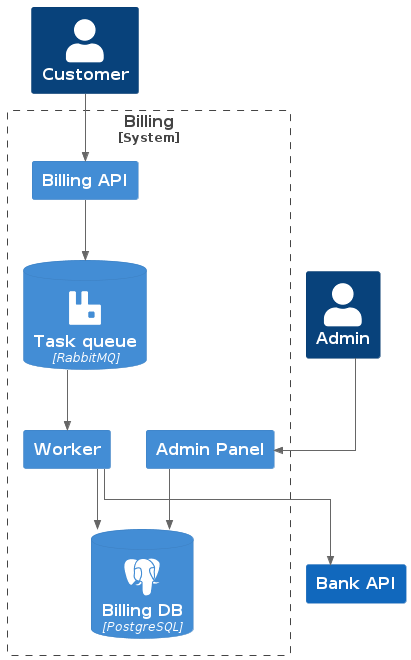 Customer
Billing
[System]
Billing API
Task queue
[RabbitMQ]
Admin
Worker
Admin Panel
Bank API
Billing DB
[PostgreSQL]